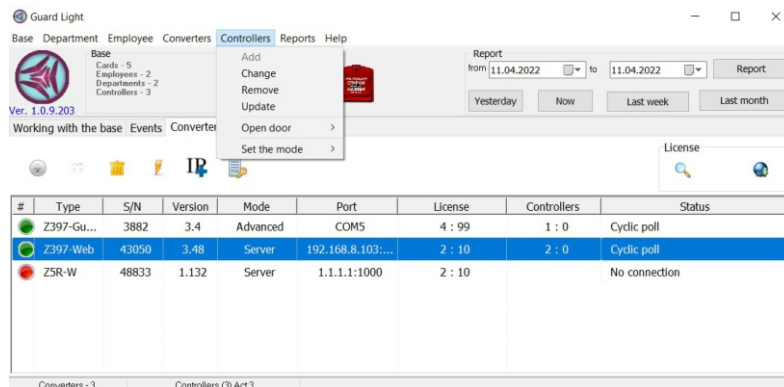 Guard Light
Base Department Employee Converters Controllers Reports Help
Base
Cards - 5
Employees - 2
Departments - 2
Controllers - 3
Ver. 1.0.9.203
Add
Change
Remove
Update
Open door >
Set the mode >
Report
from 11.04.2022 to 11.04.2022 Report
Yesterday Now Last week Last month
Working with the base Events Converter
IP
License
# Type S/N Version Mode Port License Controllers Status
Z397-Gu... 3882 3.4 Advanced COM5 4 : 99 1 : 0 Cyclic poll
Z397-Web 43050 3.48 Server 192.168.8.103:... 2 : 10 2 : 0 Cyclic poll
Z5R-W 48833 1.132 Server 1.1.1.1:1000 2 : 10 No connection
Converters - 3 Controllers (3) Act:3